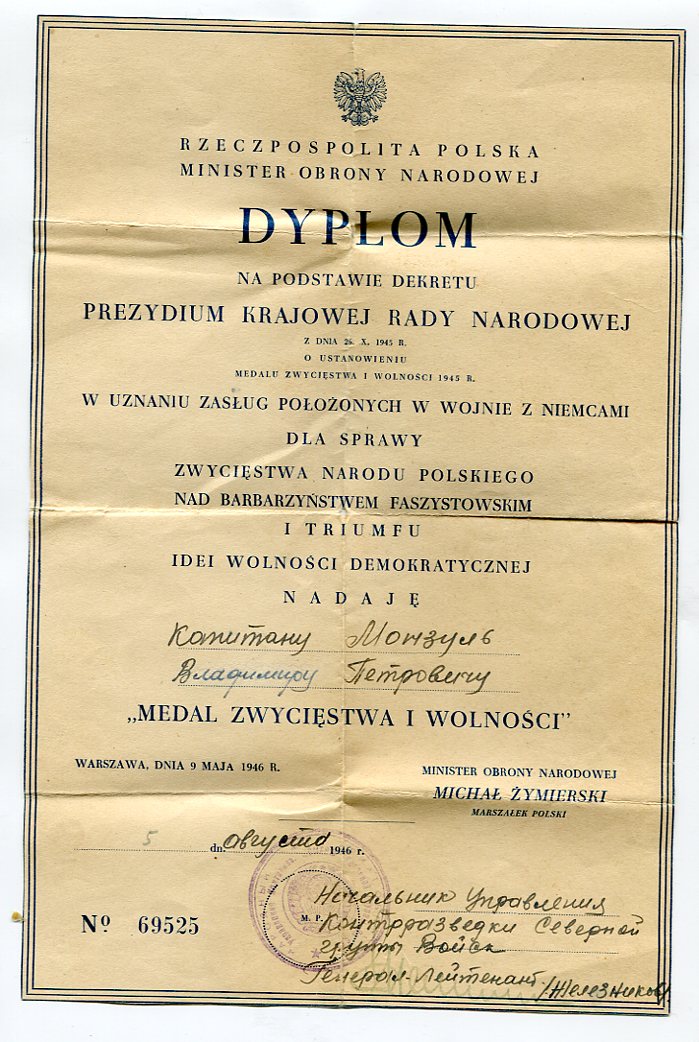 RZECZPOSPOLITA POLSKA
MINISTER OBRONY NARODOWEJ
DYPLOM
NA PODSTAWIE DEKRETU
PREZYDIUM KRAJOWEJ RADY NARODOWEJ
Z DNIA 26. X. 1945 R.
O USTANOWIENIU
MEDALU ZWYCIĘSTWA I WOLNOŚCI 1945 R.
W UZNANIU ZASŁUG POŁOŻONYCH W WOJNIE Z NIEMCAMI
DLA SPRAWY
ZWYCIĘSTWA NARODU POLSKIEGO
NAD BARBARZYŃSTWEM FASZYSTOWSKIM
I TRIUMFU
IDEI WOLNOŚCI DEMOKRATYCZNEJ
NADAJĘ
Капитану Монзуль
Владимиру Петровичу
„MEDAL ZWYCIĘSTWA I WOLNOŚCI"
WARSZAWA, DNIA 9 MAJA 1946 R.
MINISTER OBRONY NARODOWEJ
MICHAŁ ŻYMIERSKI
MARSZAŁEK POLSKI
5 dn. августа 1946 r.
Nº 69525
M. P.
Начальник Управления
Контрразведки Северной
группы Войск
Генерал-Лейтенант /Железников/